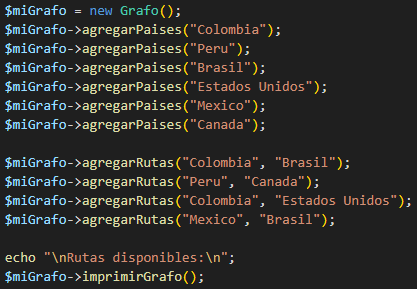 $miGrafo = new Grafo();
$miGrafo->agregarPaises("Colombia");
$miGrafo->agregarPaises("Peru");
$miGrafo->agregarPaises("Brasil");
$miGrafo->agregarPaises("Estados Unidos");
$miGrafo->agregarPaises("Mexico");
$miGrafo->agregarPaises("Canada");
$miGrafo->agregarRutas("Colombia", "Brasil");
$miGrafo->agregarRutas("Peru", "Canada");
$miGrafo->agregarRutas("Colombia", "Estados Unidos");
$miGrafo->agregarRutas("Mexico", "Brasil");
echo "\nRutas disponibles:\n";
$miGrafo->imprimirGrafo();